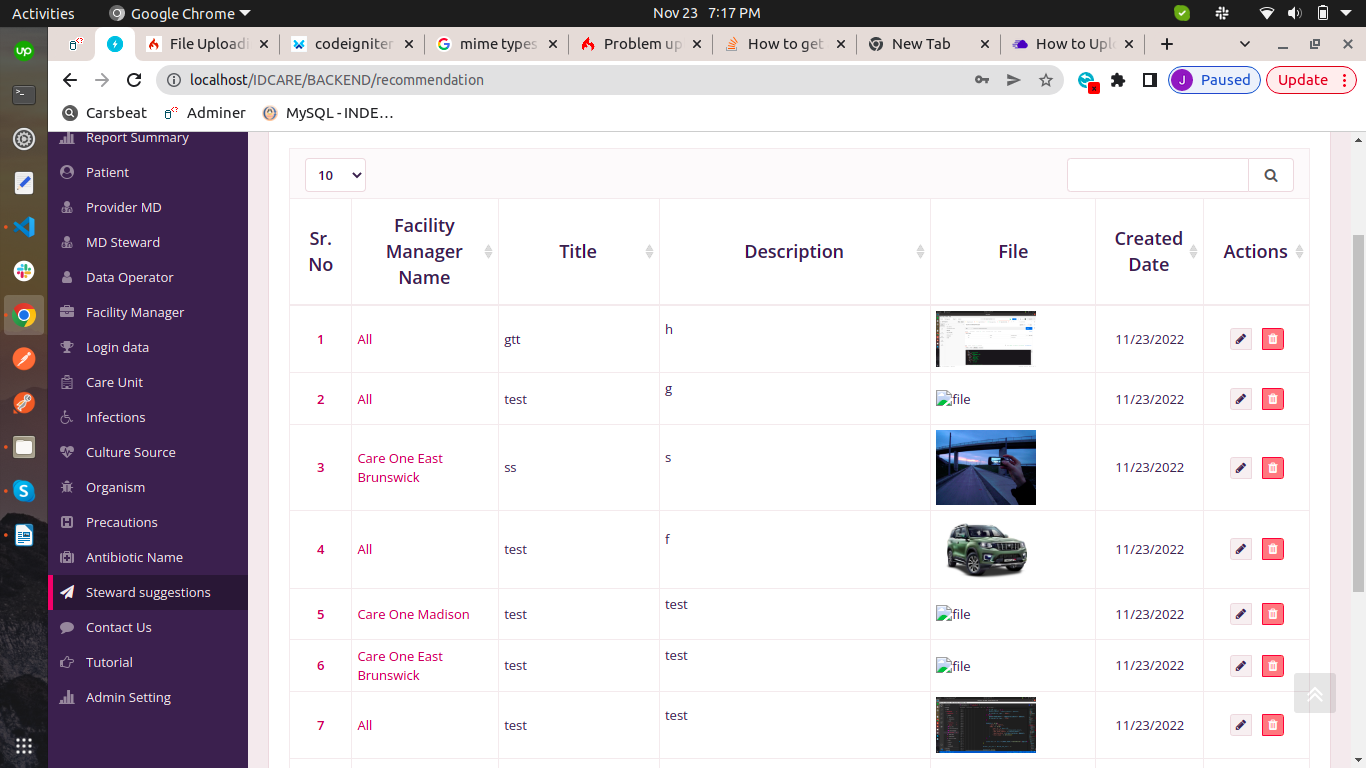 Activities
Google Chrome
Nov 23 7:17 PM
File Uploadi
codeigniter
mime types
Problem up
How to get
New Tab
How to Uplo
localhost/IDCARE/BACKEND/recommendation
J
Paused
Update
Carsbeat
Adminer
MySQL - INDE...
up
Report Summary
Patient
Provider MD
MD Steward
Data Operator
Facility Manager
Login data
Care Unit
Infections
Culture Source
Organism
Precautions
Antibiotic Name
Steward suggestions
Contact Us
Tutorial
Admin Setting
10
Sr. No
Facility Manager Name
Title
Description
File
Created Date
Actions
1 All gtt h 11/23/2022
2 All test g file 11/23/2022
3 Care One East Brunswick ss s 11/23/2022
4 All test f 11/23/2022
5 Care One Madison test test file 11/23/2022
6 Care One East Brunswick test test file 11/23/2022
7 All test test 11/23/2022